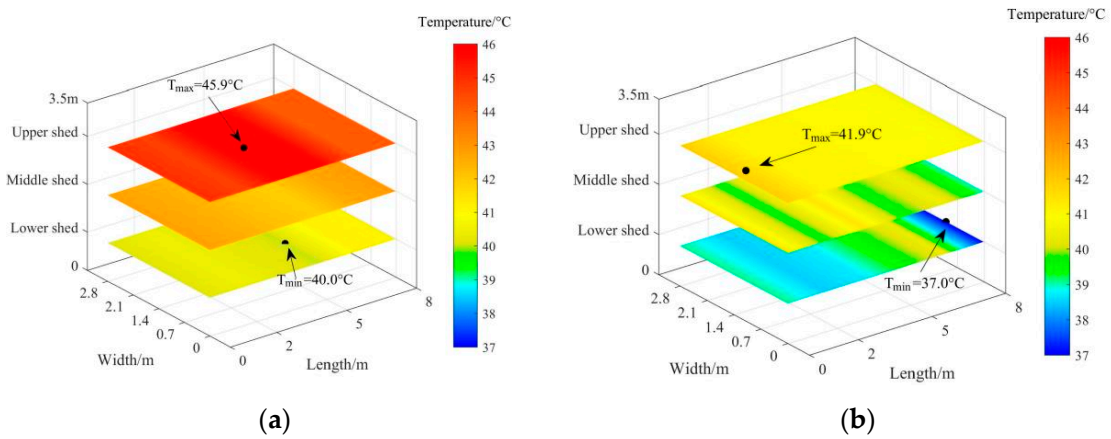 Temperature/°C
46
45
44
43
42
41
40
39
38
37
3.5m
Upper shed
Middle shed
Lower shed
0
2.8
2.1
1.4
0.7
0
Width/m
0
2
5
8
Length/m
Tmax=45.9°C
Tmin=40.0°C
(a)
Temperature/°C
46
45
44
43
42
41
40
39
38
37
3.5m
Upper shed
Middle shed
Lower shed
0
2.8
2.1
1.4
0.7
0
Width/m
0
2
5
8
Length/m
Tmax=41.9°C
Tmin=37.0°C
(b)